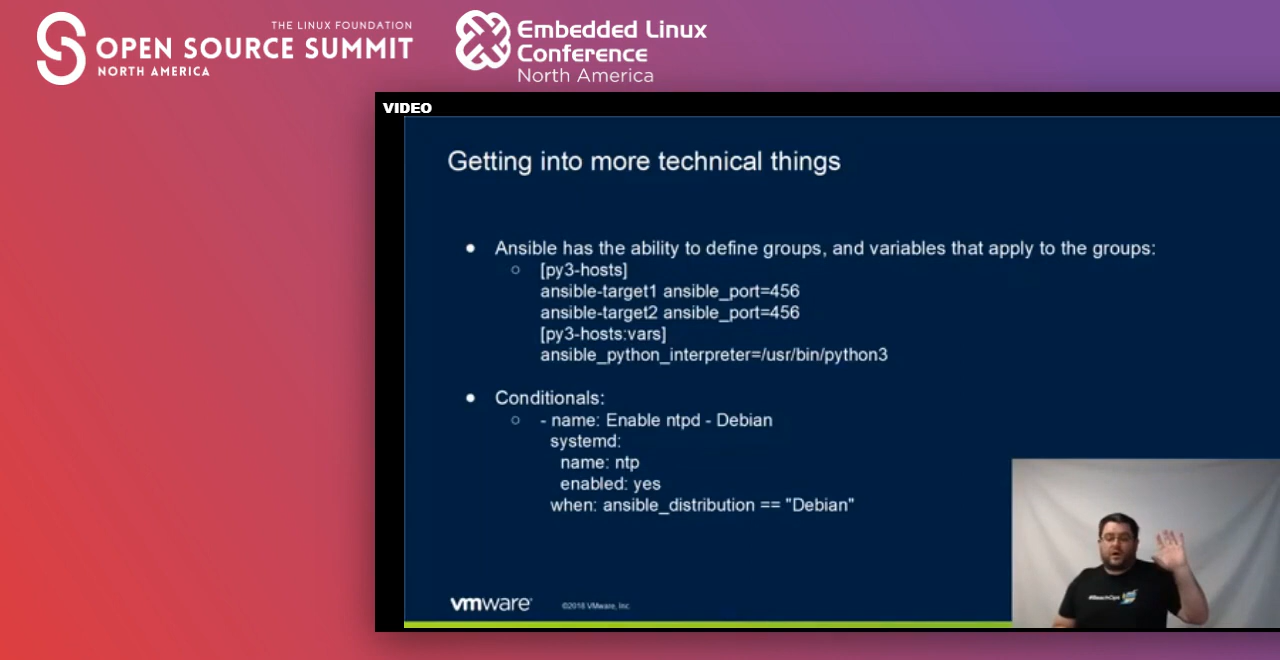 THE LINUX FOUNDATION
OPEN SOURCE SUMMIT
NORTH AMERICA
Embedded Linux
Conference
North America
VIDEO
Getting into more technical things
● Ansible has the ability to define groups, and variables that apply to the groups:
○ [py3-hosts]
ansible-target1 ansible_port=456
ansible-target2 ansible_port=456
[py3-hosts:vars]
ansible_python_interpreter=/usr/bin/python3
● Conditionals:
○ - name: Enable ntpd - Debian
systemd:
name: ntp
enabled: yes
when: ansible_distribution == "Debian"
vmware®
©2018 VMware, Inc.
#BeachOps